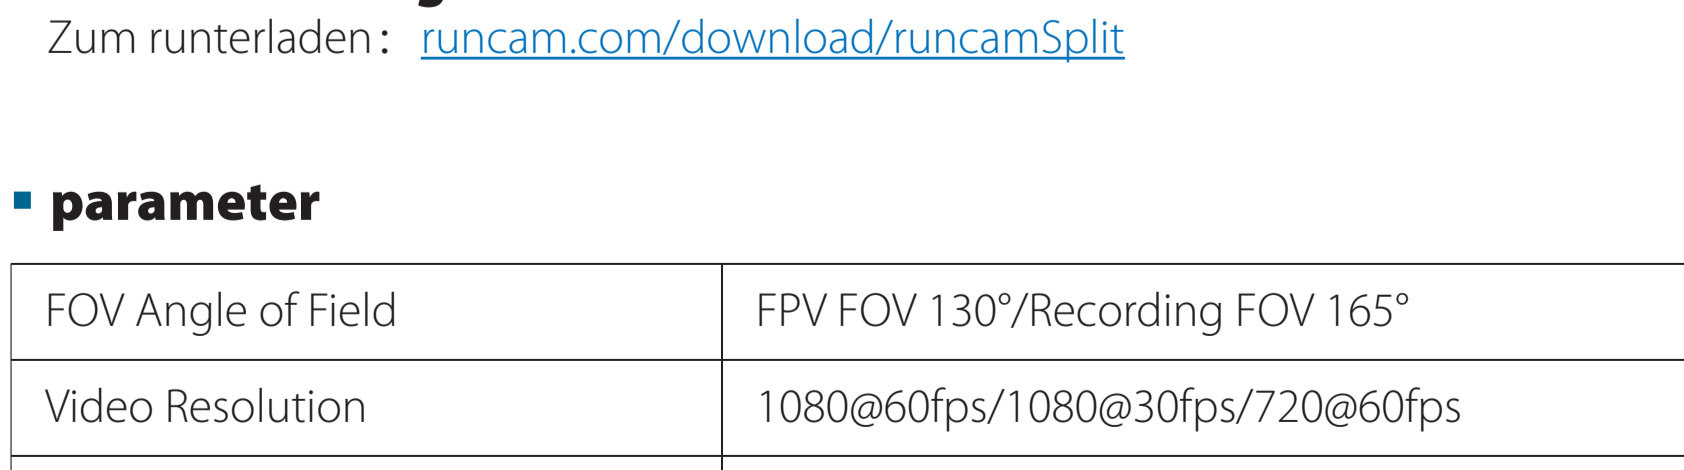 Zum runterladen: runcam.com/download/runcamSplit
parameter
FOV Angle of Field FPV FOV 130°/Recording FOV 165°
Video Resolution 1080@60fps/1080@30fps/720@60fps